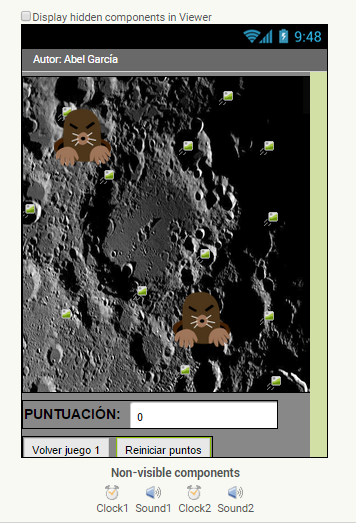 Display hidden components in Viewer
9:48
Autor: Abel García
PUNTUACIÓN: 0
Volver juego 1 Reiniciar puntos
Non-visible components
Clock1 Sound1 Clock2 Sound2